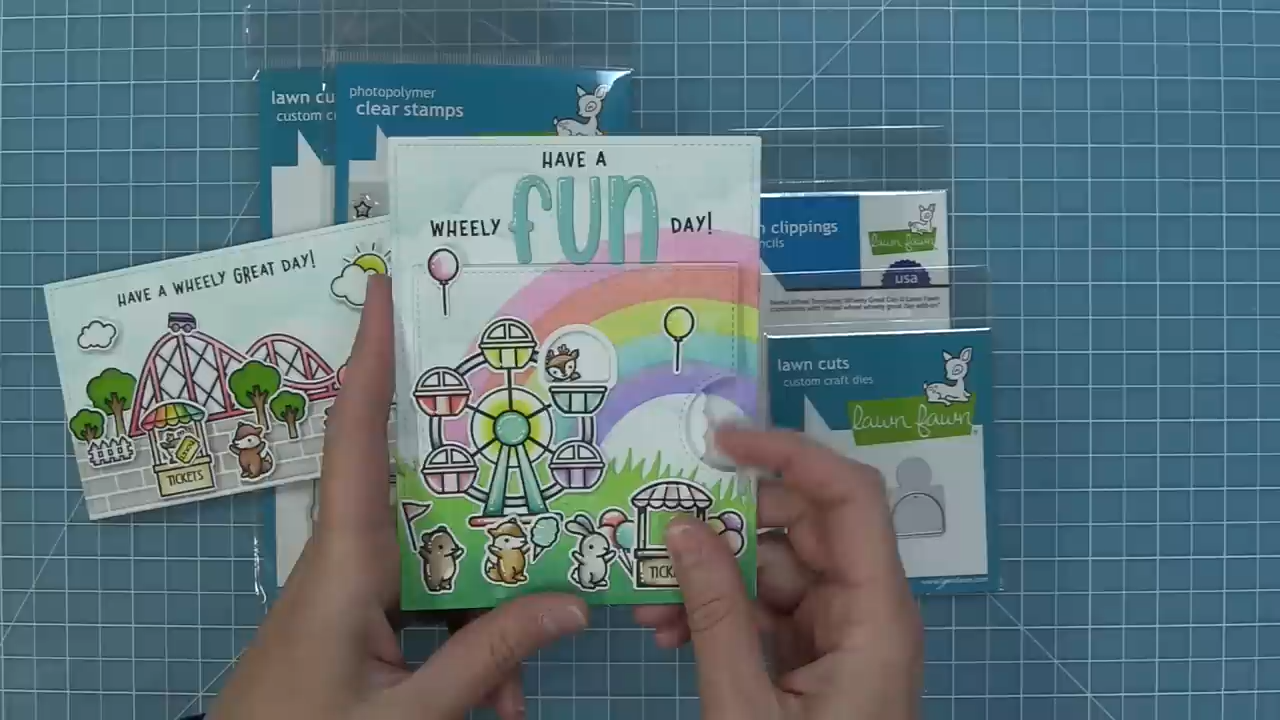 lawn cu
custom c
photopolymer
clear stamps
HAVE A
fun
WHEELY DAY!
HAVE A WHEELY GREAT DAY!
TICKETS
clippings
lawn fawn
usa
lawn cuts
custom craft dies
lawn fawn